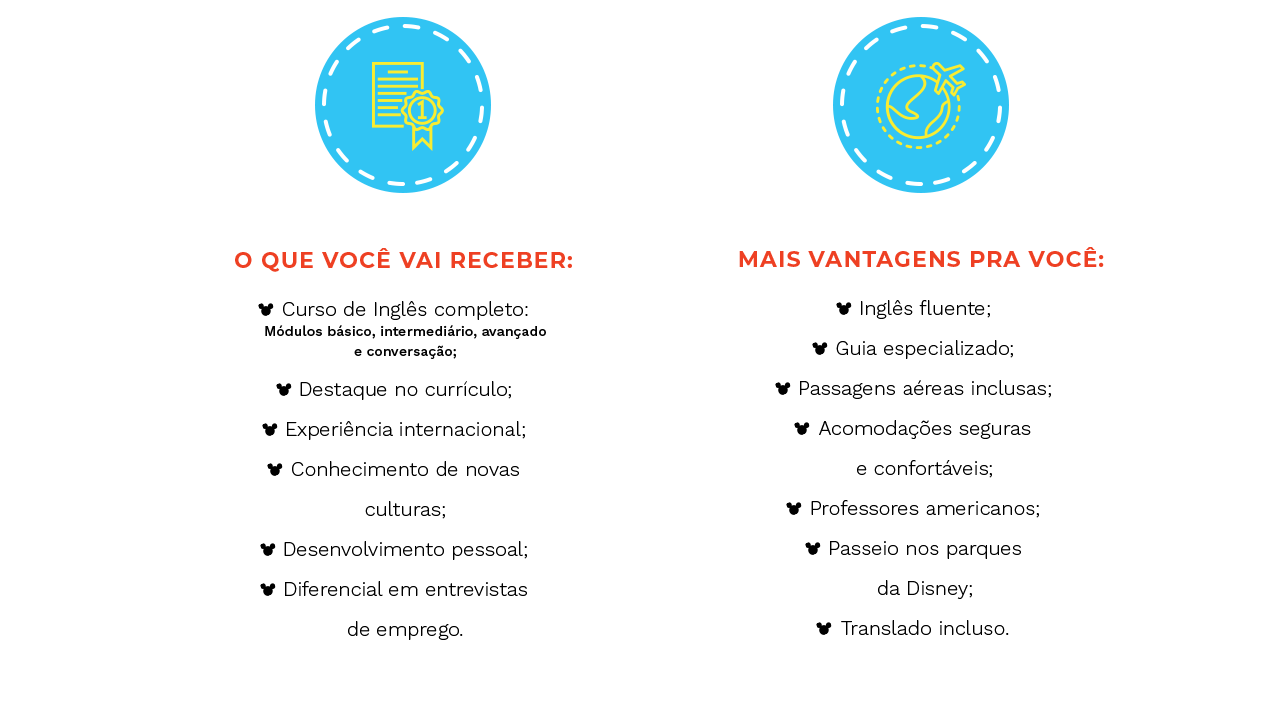 1
O QUE VOCÊ VAI RECEBER:
Curso de Inglês completo:
Módulos básico, intermediário, avançado
e conversação;
Destaque no currículo;
Experiência internacional;
Conhecimento de novas
culturas;
Desenvolvimento pessoal;
Diferencial em entrevistas
de emprego.
MAIS VANTAGENS PRA VOCÊ:
Inglês fluente;
Guia especializado;
Passagens aéreas inclusas;
Acomodações seguras
e confortáveis;
Professores americanos;
Passeio nos parques
da Disney;
Translado incluso.